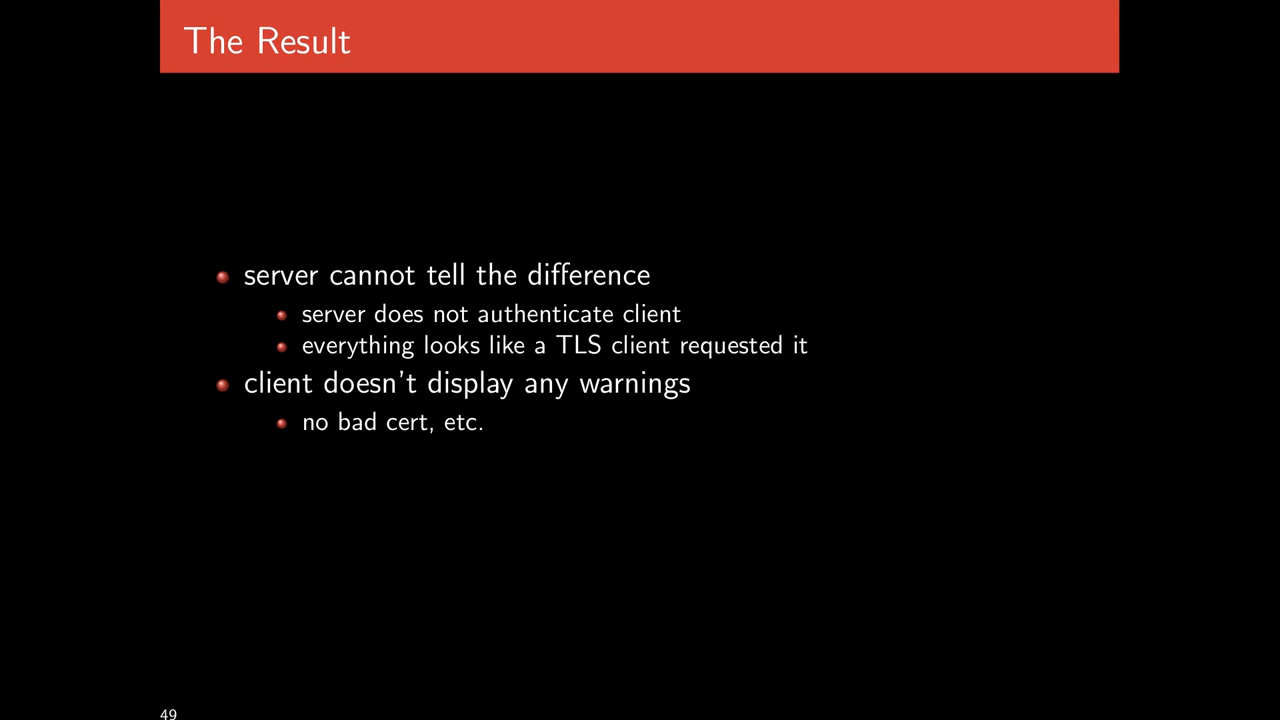 The Result
server cannot tell the difference
server does not authenticate client
everything looks like a TLS client requested it
client doesn't display any warnings
no bad cert, etc.
49